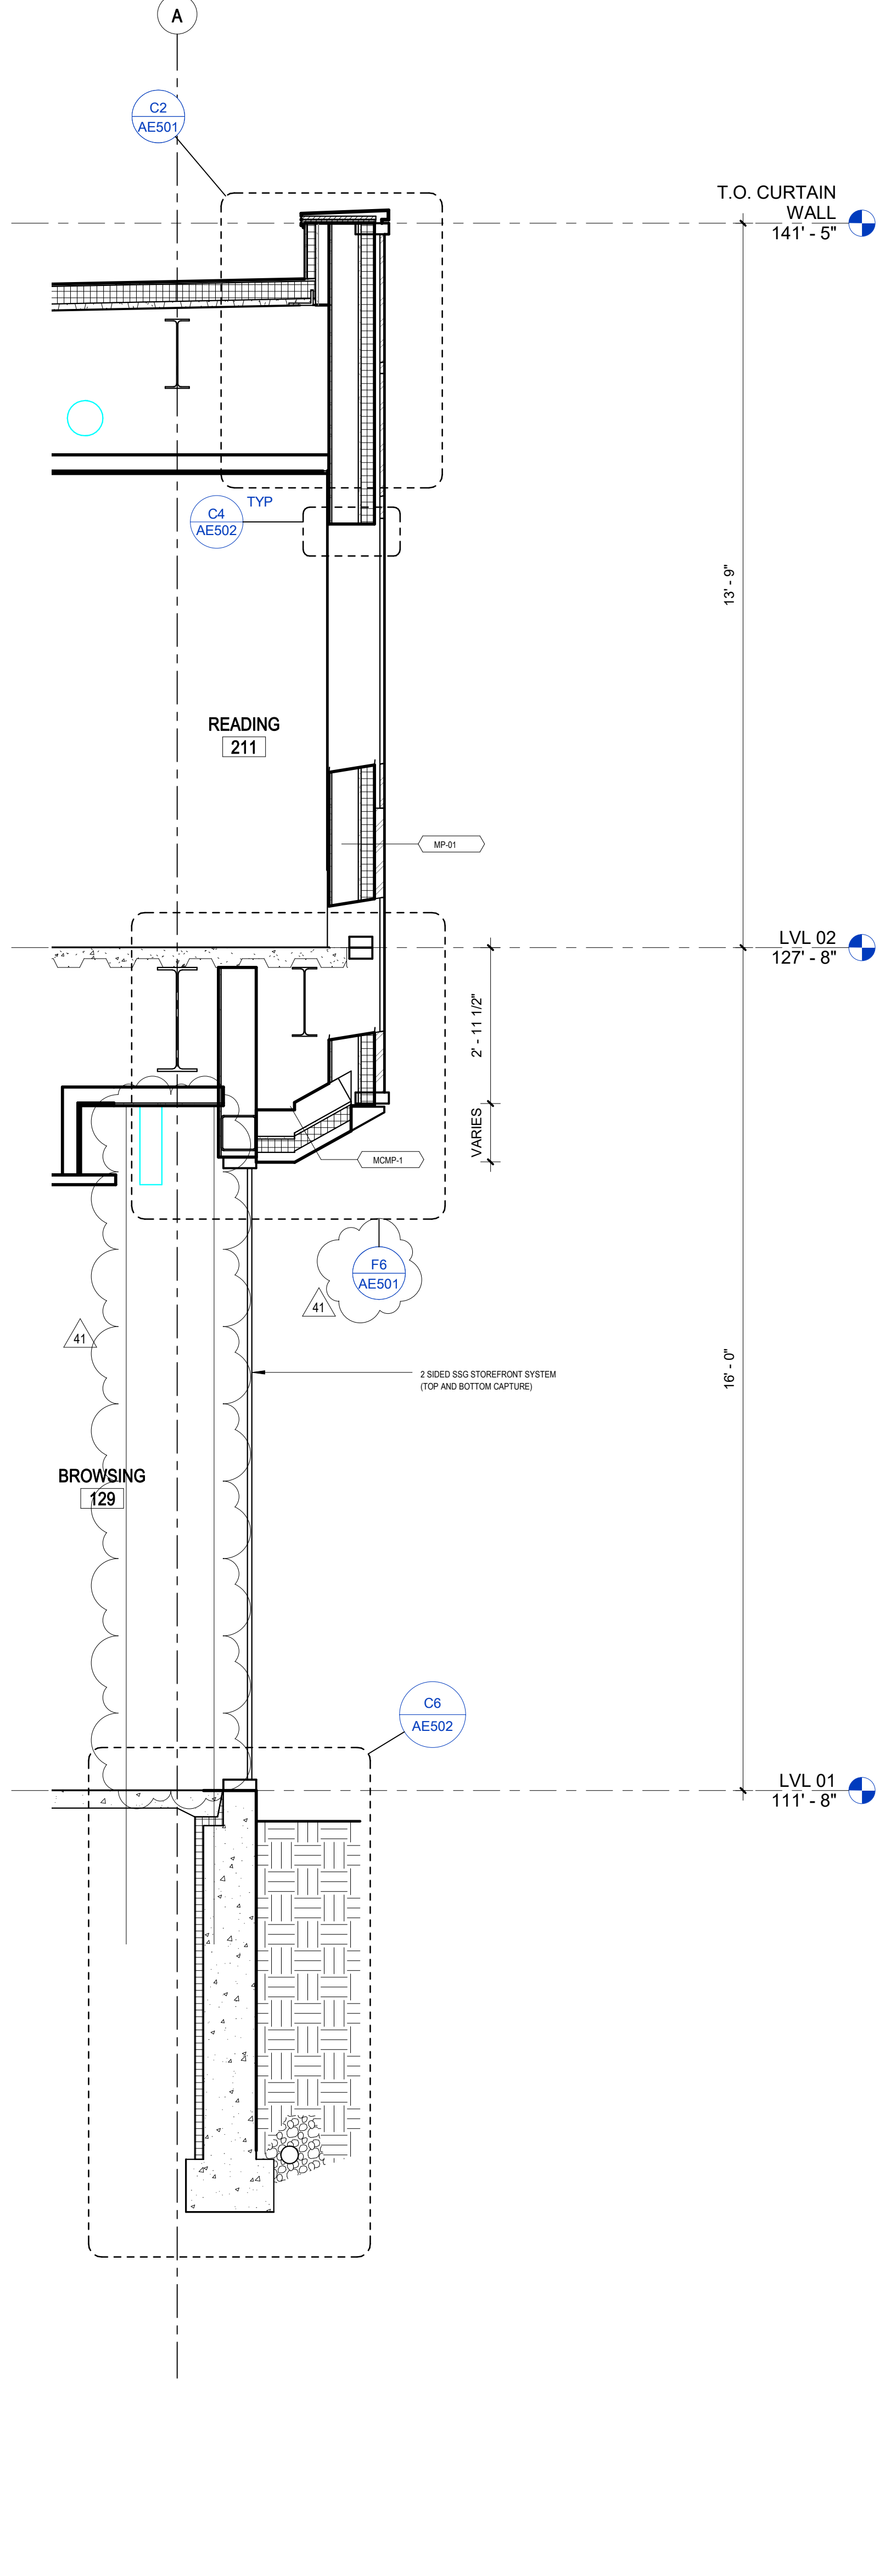 A
C2
AE501
T.O. CURTAIN
WALL
141' - 5"
TYP
C4
AE502
13' - 9"
READING
211
MP-01
LVL 02
127' - 8"
2' - 11 1/2"
VARIES
MCMP-1
F6
AE501
41
41
2 SIDED SSG STOREFRONT SYSTEM
(TOP AND BOTTOM CAPTURE)
16' - 0"
BROWSING
129
C6
AE502
LVL 01
111' - 8"